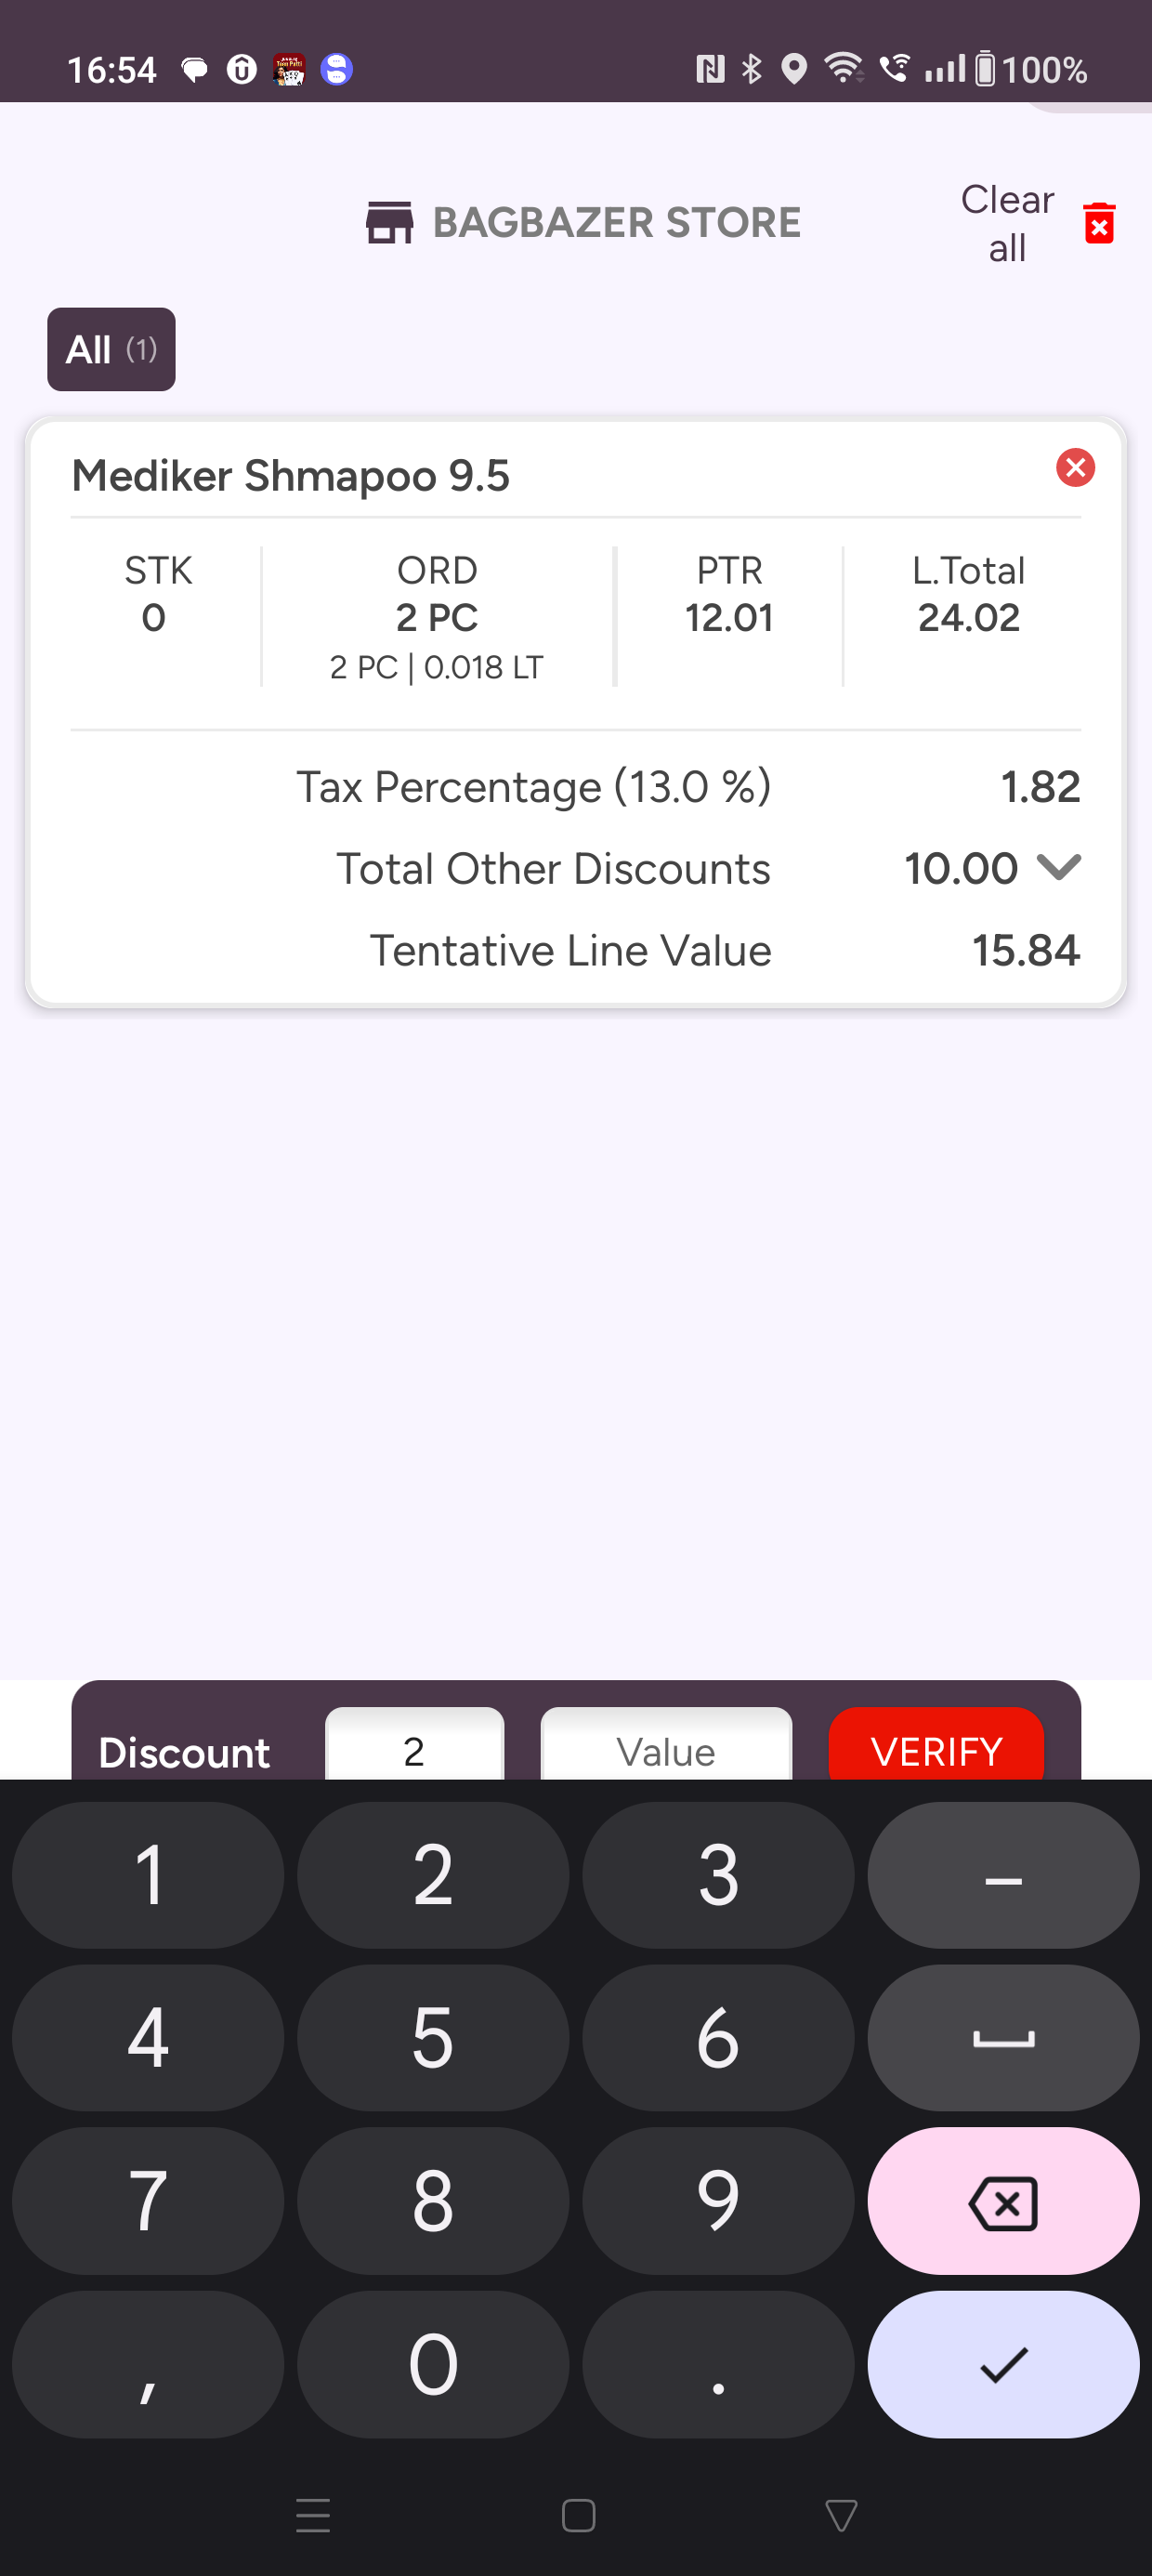 16:54 100%
BAGBAZER STORE
Clear
all
All (1)
Mediker Shmapoo 9.5
STK ORD PTR L.Total
0 2 PC 12.01 24.02
2 PC | 0.018 LT
Tax Percentage (13.0 %) 1.82
Total Other Discounts 10.00
Tentative Line Value 15.84
Discount 2 Value VERIFY
1 2 3 –
4 5 6
7 8 9
, 0 .